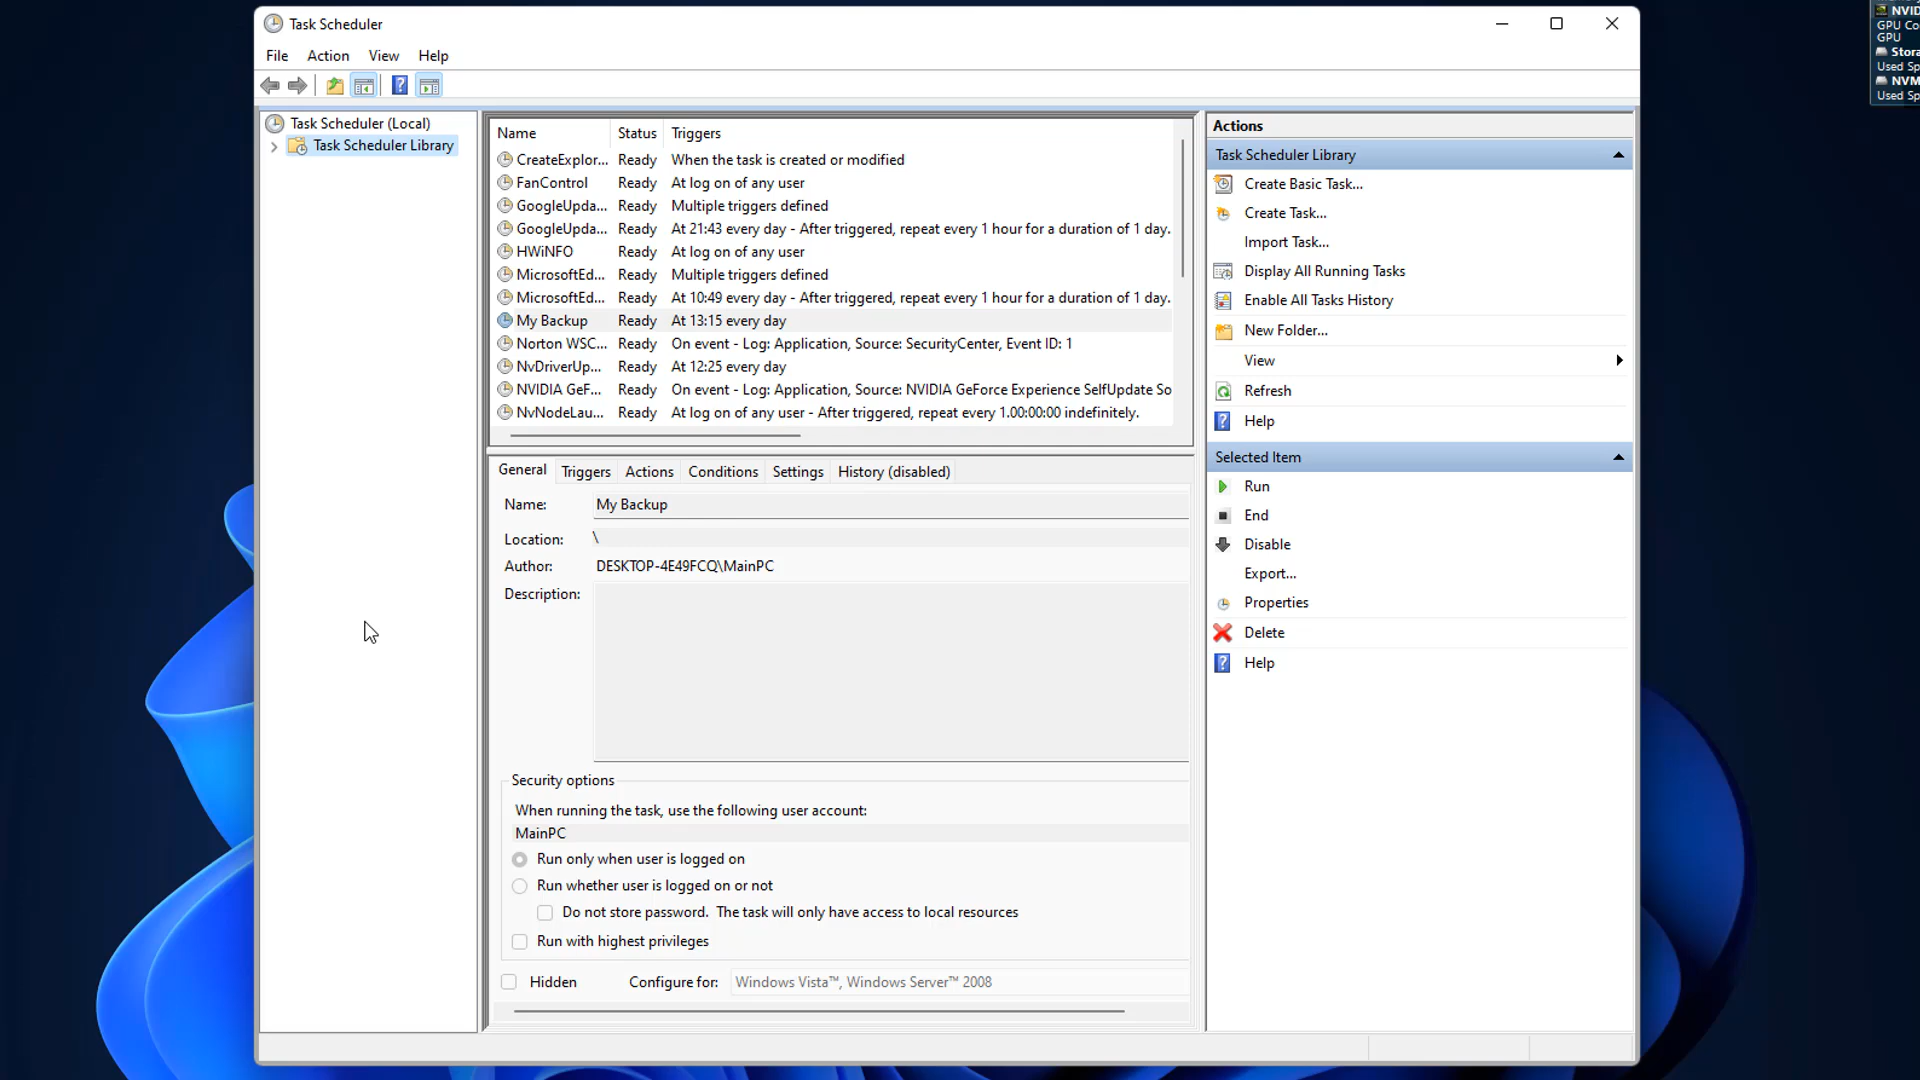 Task Scheduler
File Action View Help
Task Scheduler (Local)
Task Scheduler Library
Name Status Triggers
CreateExplor... Ready When the task is created or modified
FanControl Ready At log on of any user
GoogleUpda... Ready Multiple triggers defined
GoogleUpda... Ready At 21:43 every day - After triggered, repeat every 1 hour for a duration of 1 day.
HWiNFO Ready At log on of any user
MicrosoftEd... Ready Multiple triggers defined
MicrosoftEd... Ready At 10:49 every day - After triggered, repeat every 1 hour for a duration of 1 day.
My Backup Ready At 13:15 every day
Norton WSC... Ready On event - Log: Application, Source: SecurityCenter, Event ID: 1
NvDriverUp... Ready At 12:25 every day
NVIDIA GeF... Ready On event - Log: Application, Source: NVIDIA GeForce Experience SelfUpdate So
NvNodeLau... Ready At log on of any user - After triggered, repeat every 1.00:00:00 indefinitely.
General Triggers Actions Conditions Settings History (disabled)
Name: My Backup
Location: \
Author: DESKTOP-4E49FCQ\MainPC
Description:
Security options
When running the task, use the following user account:
MainPC
Run only when user is logged on
Run whether user is logged on or not
Do not store password. The task will only have access to local resources
Run with highest privileges
Hidden Configure for: Windows Vista™, Windows Server™ 2008
Actions
Task Scheduler Library
Create Basic Task...
Create Task...
Import Task...
Display All Running Tasks
Enable All Tasks History
New Folder...
View
Refresh
Help
Selected Item
Run
End
Disable
Export...
Properties
Delete
Help
NVID
GPU Co
GPU
Stora
Used Sp
NVM
Used Sp